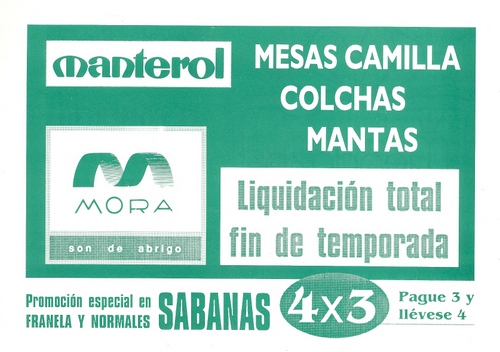 manterol
MESAS CAMILLA
COLCHAS
MANTAS
MORA
son de abrigo
Liquidación total
fin de temporada
Promoción especial en
FRANELA Y NORMALES
SABANAS
4x3
Pague 3 y
llévese 4